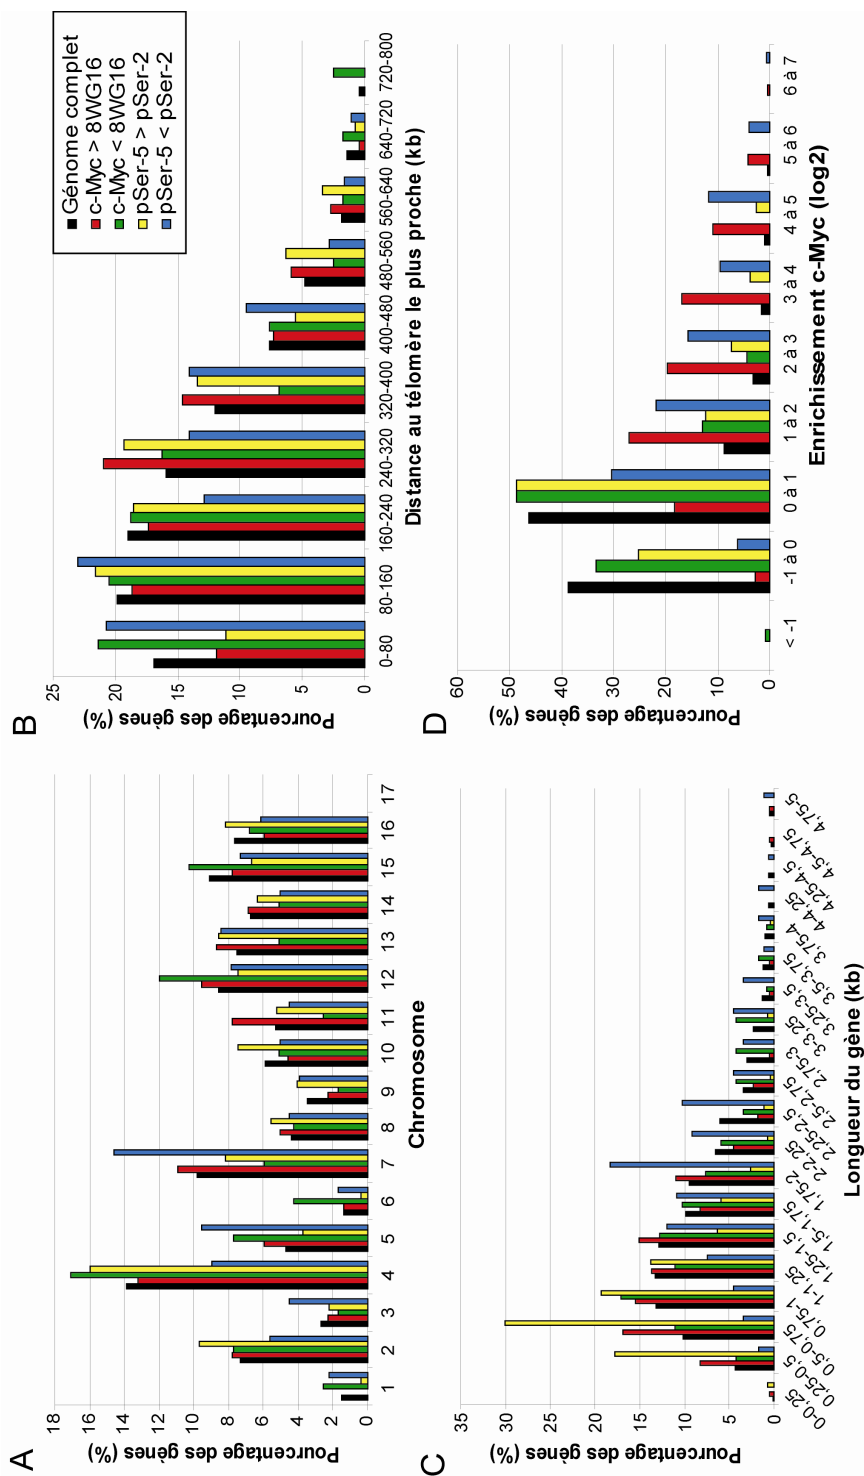 A
Pourcentage des gènes (%)
18
16
14
12
10
8
6
4
2
0
1 2 3 4 5 6 7 8 9 10 11 12 13 14 15 16 17
Chromosome
B
Pourcentage des gènes (%)
25
20
15
10
5
0
0-80 80-160 160-240 240-320 320-400 400-480 480-560 560-640 640-720 720-800
Distance au télomère le plus proche (kb)
Génome complet
c-Myc > 8WG16
c-Myc < 8WG16
pSer-5 > pSer-2
pSer-5 < pSer-2
C
Pourcentage des gènes (%)
35
30
25
20
15
10
5
0
0-0,25 0,25-0,5 0,5-0,75 0,75-1 1-1,25 1,25-1,5 1,5-1,75 1,75-2 2-2,25 2,25-2,5 2,5-2,75 2,75-3 3-3,25 3,25-3,5 3,5-3,75 3,75-4 4-4,25 4,25-4,5 4,5-4,75 4,75-5
Longueur du gène (kb)
D
Pourcentage des gènes (%)
60
50
40
30
20
10
0
< -1 -1 à 0 0 à 1 1 à 2 2 à 3 3 à 4 4 à 5 5 à 6 6 à 7
Enrichissement c-Myc (log2)